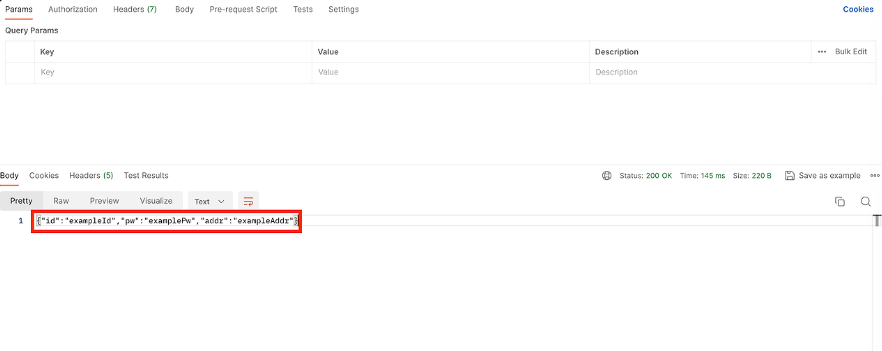 Params Authorization Headers (7) Body Pre-request Script Tests Settings Cookies
Query Params
Key Value Description ••• Bulk Edit
Key Value Description
Body Cookies Headers (5) Test Results Status: 200 OK Time: 145 ms Size: 220 B Save as example •••
Pretty Raw Preview Visualize Text
1 {"id":"exampleId","pw":"examplePw","addr":"exampleAddr"}